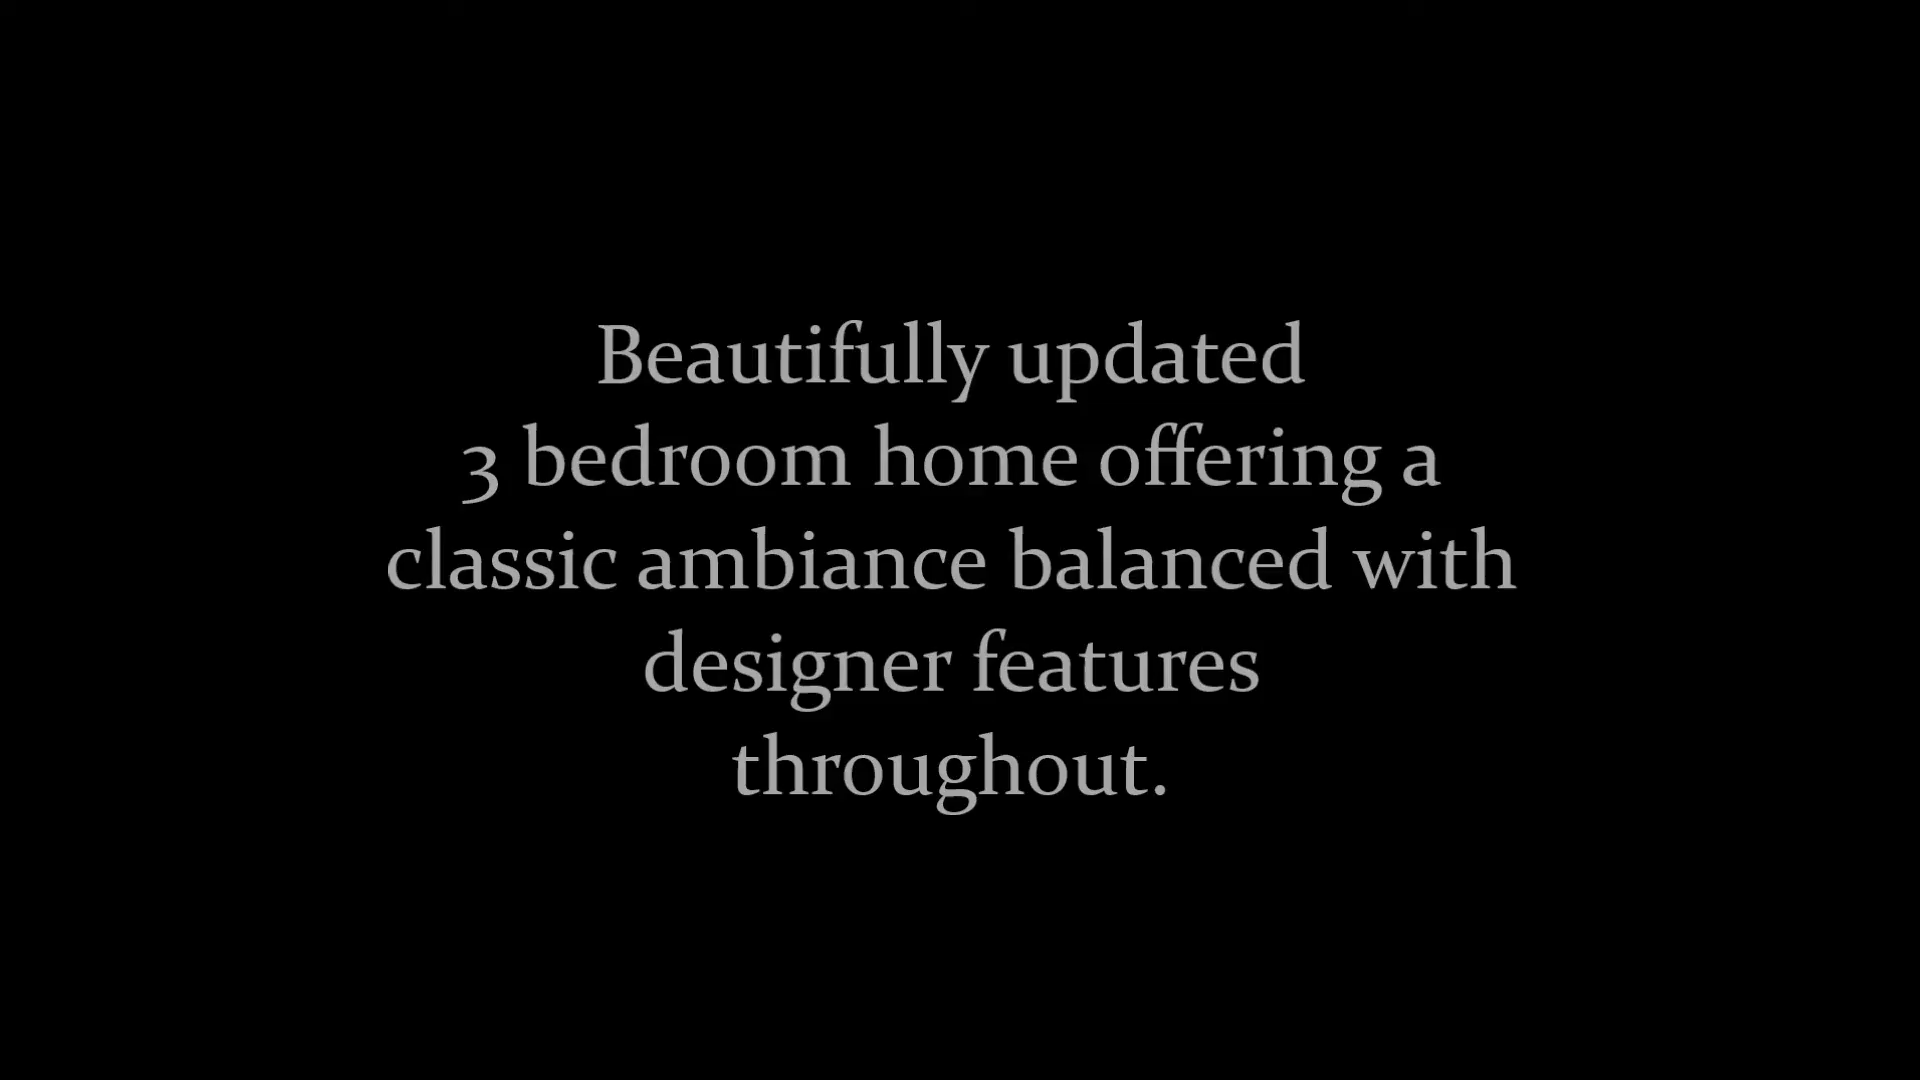 Beautifully updated
3 bedroom home offering a
classic ambiance balanced with
designer features
throughout.